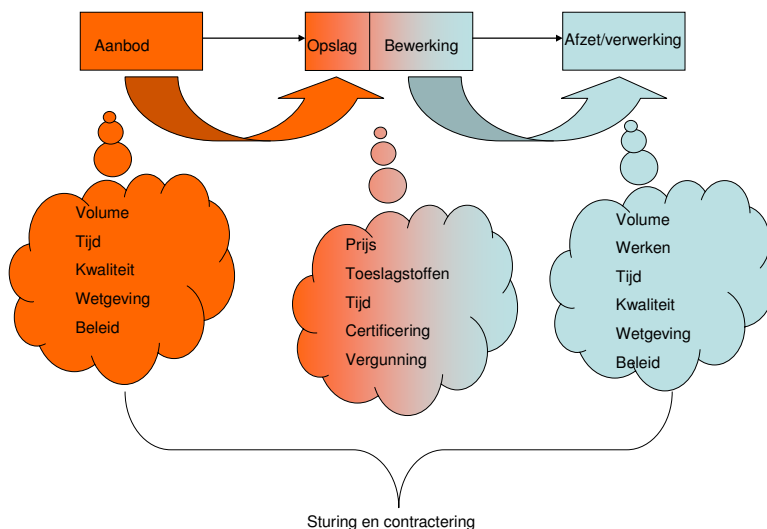 Aanbod
Opslag
Bewerking
Afzet/verwerking
Volume
Tijd
Kwaliteit
Wetgeving
Beleid
Prijs
Toeslagstoffen
Tijd
Certificering
Vergunning
Volume
Werken
Tijd
Kwaliteit
Wetgeving
Beleid
Sturing en contractering